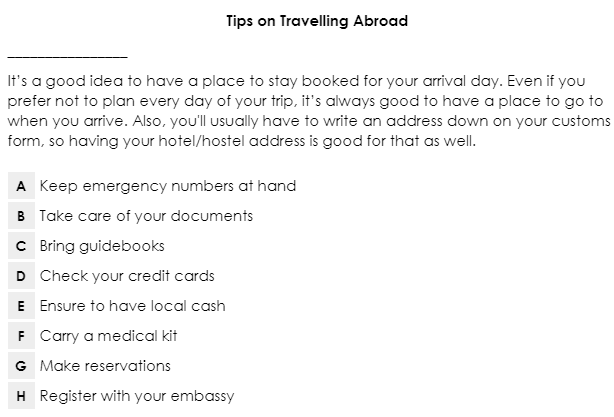 Tips on Travelling Abroad
________________
It's a good idea to have a place to stay booked for your arrival day. Even if you
prefer not to plan every day of your trip, it's always good to have a place to go to
when you arrive. Also, you'll usually have to write an address down on your customs
form, so having your hotel/hostel address is good for that as well.
A Keep emergency numbers at hand
B Take care of your documents
C Bring guidebooks
D Check your credit cards
E Ensure to have local cash
F Carry a medical kit
G Make reservations
H Register with your embassy